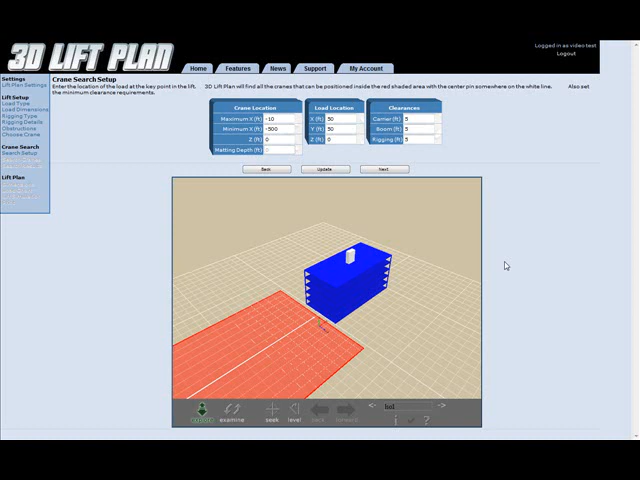 3D LIFT PLAN
Logged in as video test
Logout
Home
Features
News
Support
My Account
Settings
Lift Plan Settings
Lift Setup
Load Type
Load Dimensions
Rigging Type
Rigging Details
Obstructions
Choose Crane
Crane Search
Search Setup
Lift Plan
Crane Search Setup
Enter the location of the load at the key point in the lift, 3D Lift Plan will find all the cranes that can be positioned inside the red shaded area with the center pin somewhere on the white line. Also set
the minimum clearance requirements.
Crane Location
Maximum X (ft) -10
Minimum X (ft) -500
Z (ft) 0
Matting Depth (ft)
Load Location
X (ft) 50
Y (ft) 50
Z (ft) 0
Clearances
Carrier (ft) 5
Boom (ft) 5
Rigging (ft) 5
Back
Update
Next
examine
seek
level
i
?